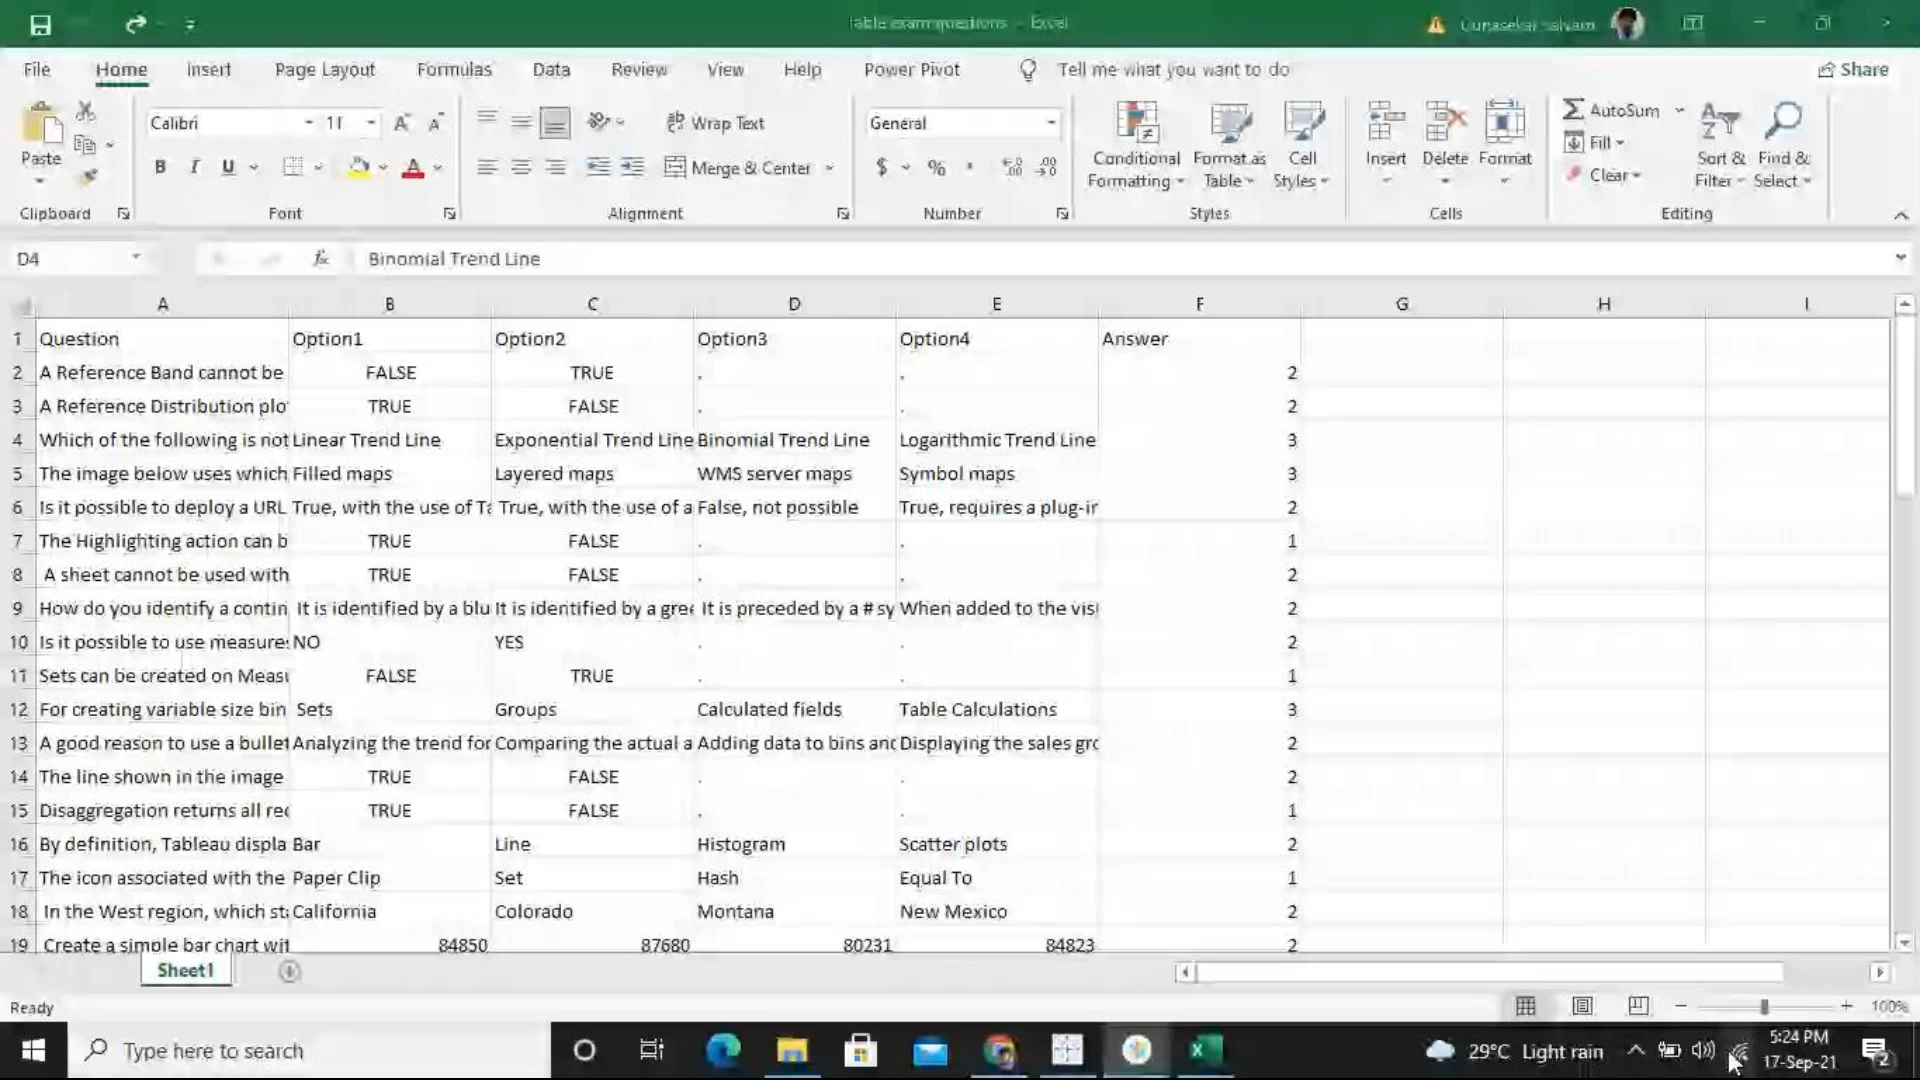 Table exam questions - Excel
Gunasekar Selvam
File Home Insert Page Layout Formulas Data Review View Help Power Pivot Tell me what you want to do Share
Paste
Calibri 11
B I U A
Wrap Text
Merge & Center
General
$ % ,
Conditional Formatting
Format as Table
Cell Styles
Insert Delete Format
AutoSum
Fill
Clear
Sort & Filter
Find & Select
Clipboard Font Alignment Number Styles Cells Editing
D4 fx Binomial Trend Line
A B C D E F G H I
1 Question Option1 Option2 Option3 Option4 Answer
2 A Reference Band cannot be FALSE TRUE . . 2
3 A Reference Distribution plo TRUE FALSE . . 2
4 Which of the following is not Linear Trend Line Exponential Trend Line Binomial Trend Line Logarithmic Trend Line 3
5 The image below uses which Filled maps Layered maps WMS server maps Symbol maps 3
6 Is it possible to deploy a URL True, with the use of Ta True, with the use of a False, not possible True, requires a plug-in 2
7 The Highlighting action can b TRUE FALSE . . 1
8 A sheet cannot be used with TRUE FALSE . . 2
9 How do you identify a contin It is identified by a blu It is identified by a gree It is preceded by a # sy When added to the vis 2
10 Is it possible to use measure NO YES . . 2
11 Sets can be created on Meas FALSE TRUE . . 1
12 For creating variable size bin Sets Groups Calculated fields Table Calculations 3
13 A good reason to use a bullet Analyzing the trend for Comparing the actual a Adding data to bins and Displaying the sales gro 2
14 The line shown in the image TRUE FALSE . . 2
15 Disaggregation returns all rec TRUE FALSE . . 1
16 By definition, Tableau displa Bar Line Histogram Scatter plots 2
17 The icon associated with the Paper Clip Set Hash Equal To 1
18 In the West region, which st California Colorado Montana New Mexico 2
19 Create a simple bar chart wit 84850 87680 80231 84823 2
Sheet1
Ready 100%
Type here to search
29°C Light rain
5:24 PM
17-Sep-21
2